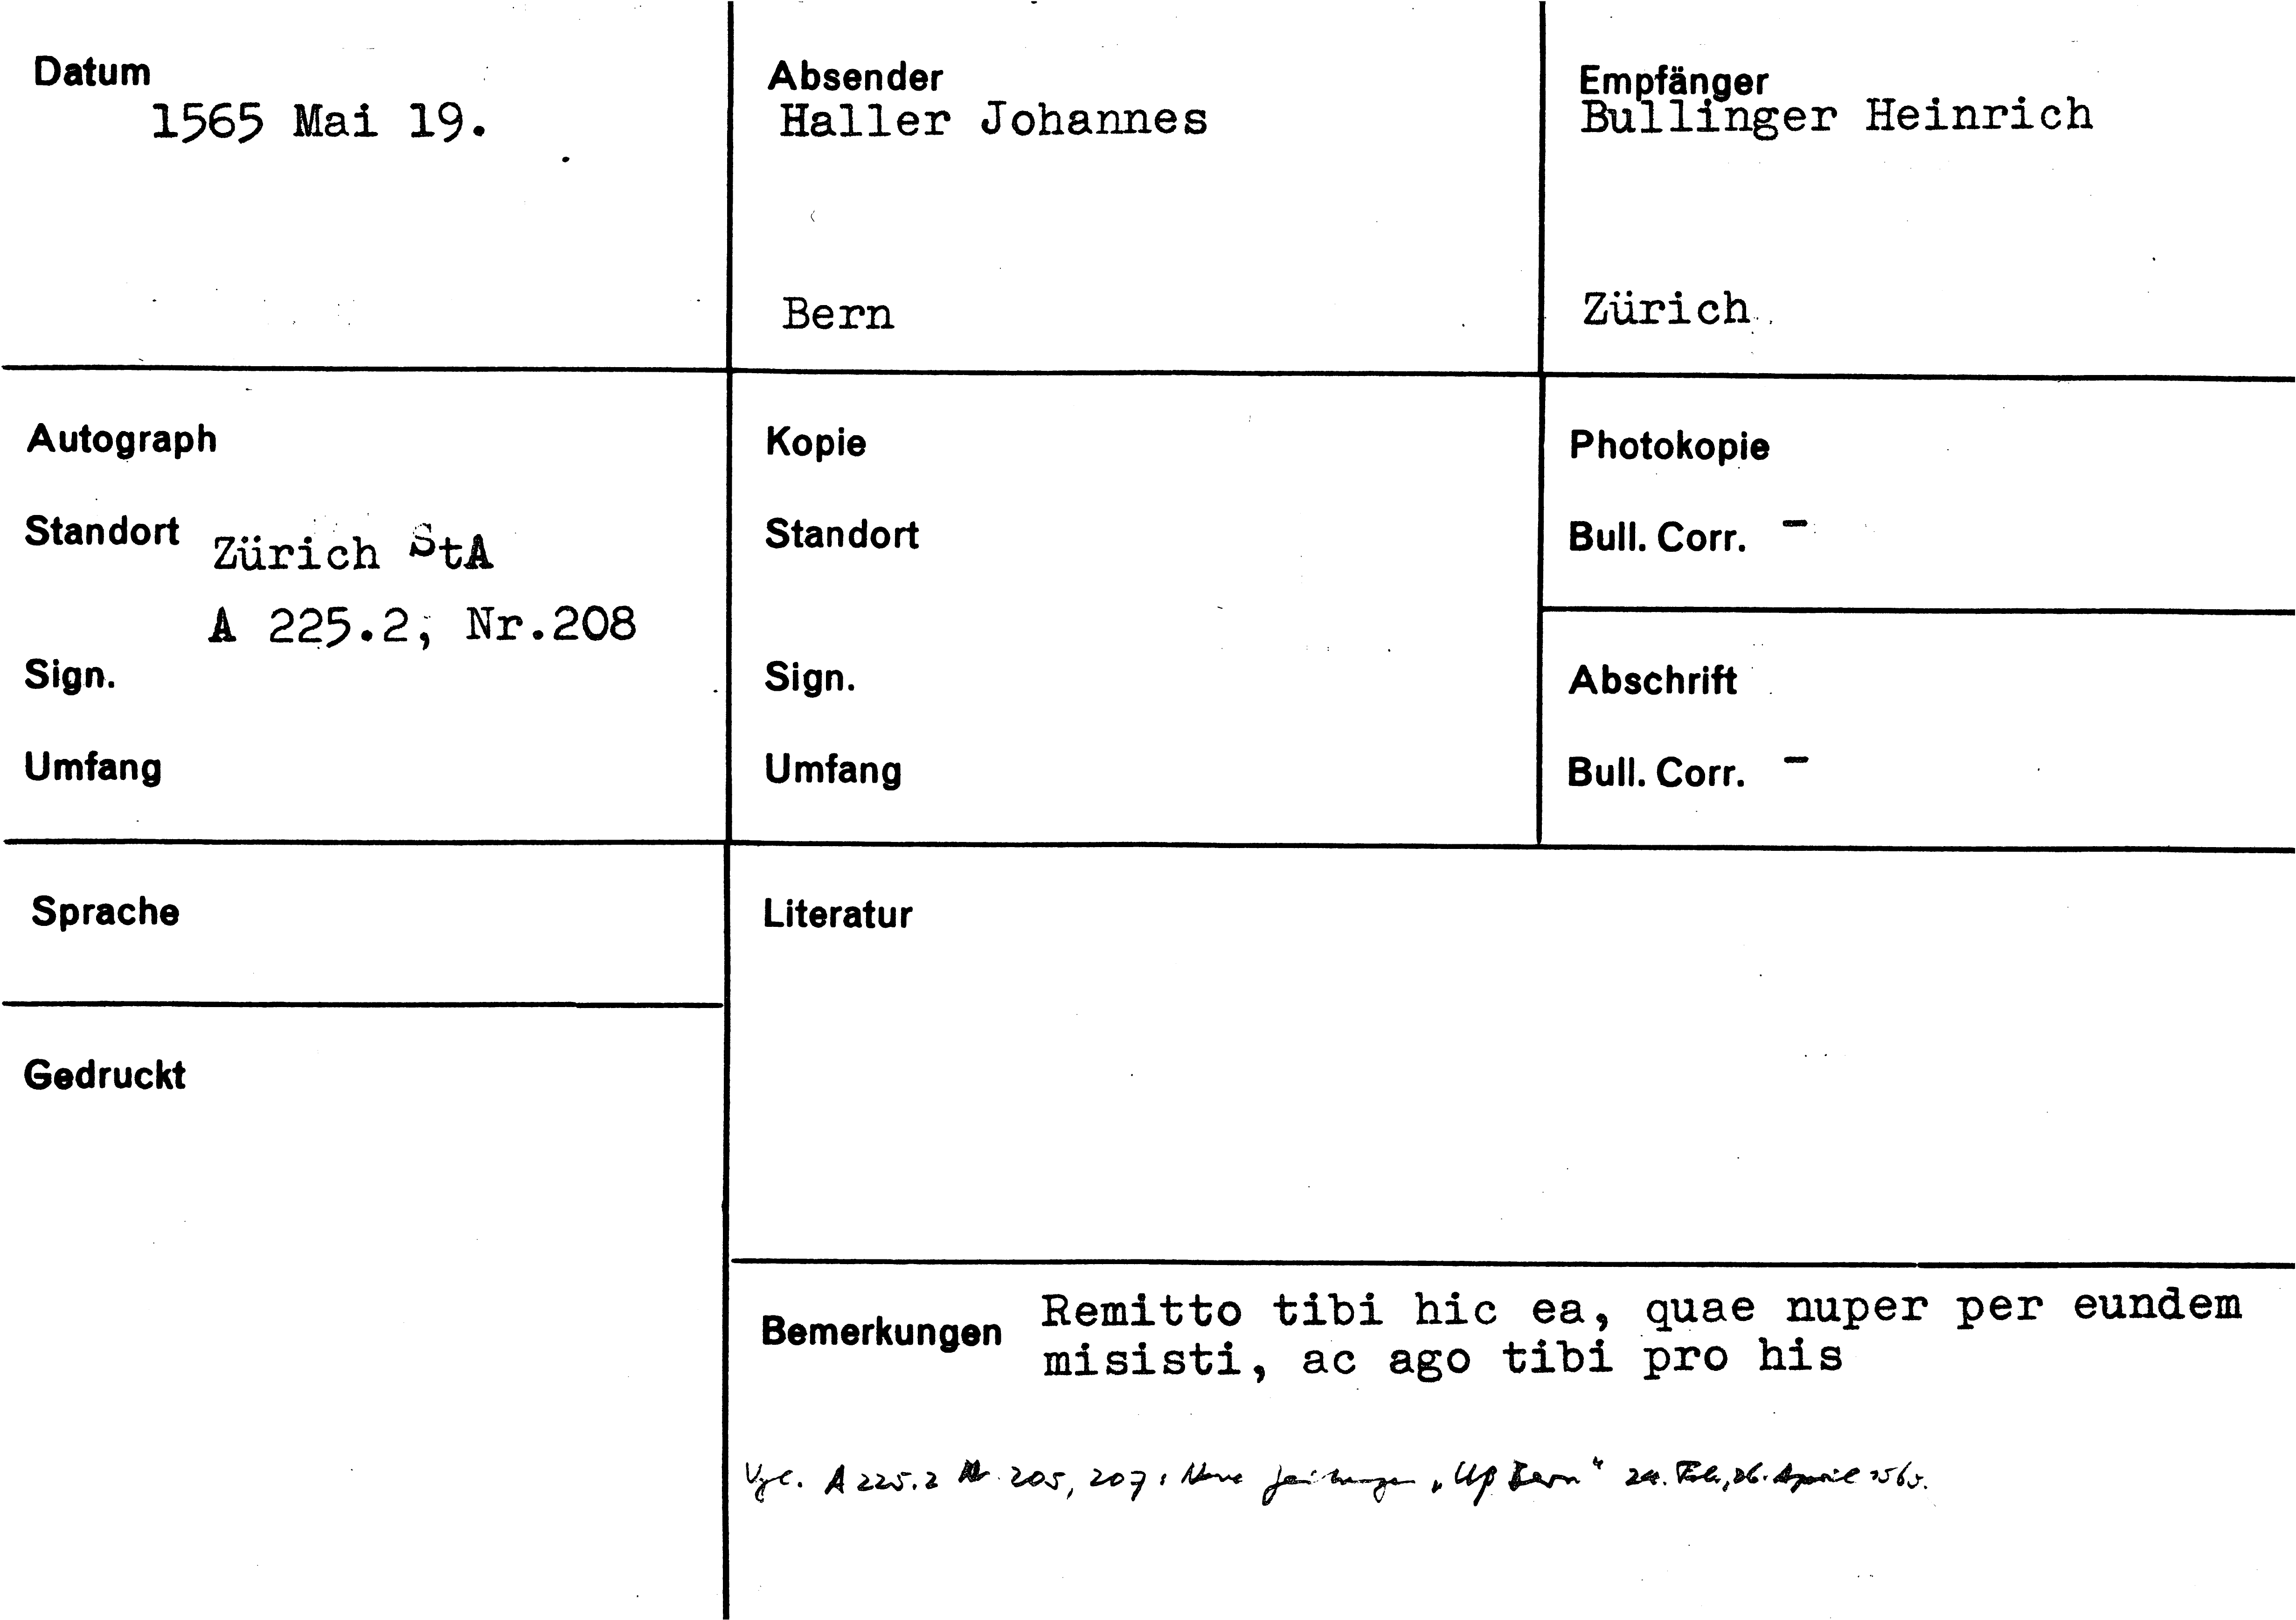 Datum
1565 Mai 19.
Absender
Haller Johannes
Bern
Empfänger
Bullinger Heinrich
Zürich
Autograph
Standort Zürich StA
A 225.2, Nr.208
Sign.
Umfang
Kopie
Standort
Sign.
Umfang
Photokopie
Bull. Corr. -
Abschrift
Bull. Corr. -
Sprache
Gedruckt
Literatur
Bemerkungen Remitto tibi hic ea, quae nuper per eundem
misisti, ac ago tibi pro his
Vgl. A 225.2 Nr. 205, 207: Neue Zeitungen „Up Bern“ 24. Feb., 26. April 1565.